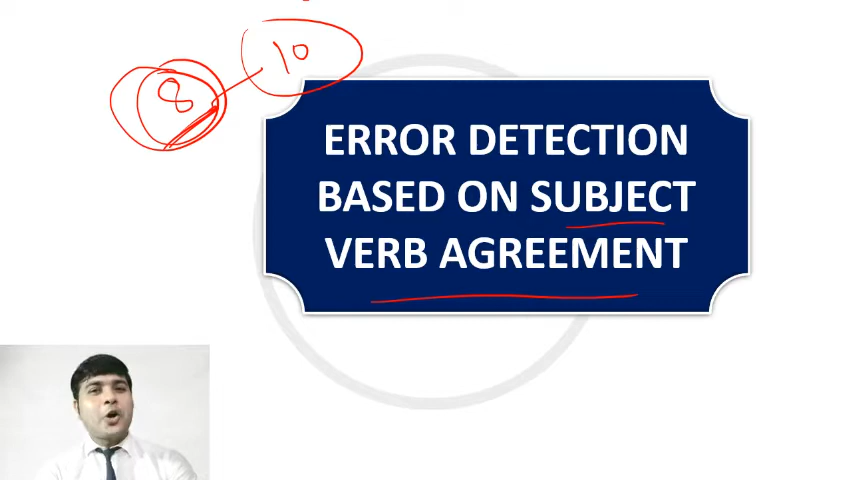 10
8
ERROR DETECTION
BASED ON SUBJECT
VERB AGREEMENT